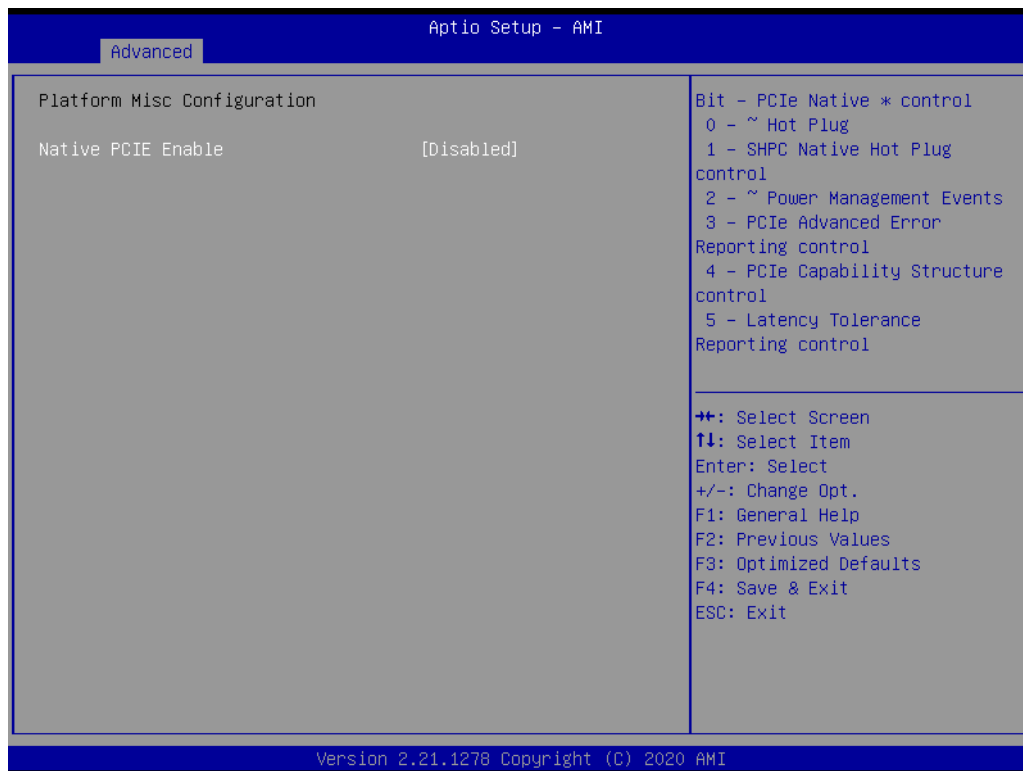 Aptio Setup – AMI
Advanced
Platform Misc Configuration
Native PCIE Enable [Disabled]
Bit – PCIe Native * control
0 – ~ Hot Plug
1 – SHPC Native Hot Plug
control
2 – ~ Power Management Events
3 – PCIe Advanced Error
Reporting control
4 – PCIe Capability Structure
control
5 – Latency Tolerance
Reporting control
→←: Select Screen
↑↓: Select Item
Enter: Select
+/-: Change Opt.
F1: General Help
F2: Previous Values
F3: Optimized Defaults
F4: Save & Exit
ESC: Exit
Version 2.21.1278 Copyright (C) 2020 AMI